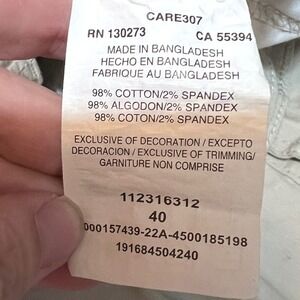 CARE307
RN 130273 CA 55394
MADE IN BANGLADESH
HECHO EN BANGLADESH
FABRIQUE AU BANGLADESH
98% COTTON/2% SPANDEX
98% ALGODON/2% SPANDEX
98% COTON/2% SPANDEX
EXCLUSIVE OF DECORATION / EXCEPTO
DECORACION / EXCLUSIVE OF TRIMMING/
GARNITURE NON COMPRISE
112316312
40
000157439-22A-4500185198
191684504240